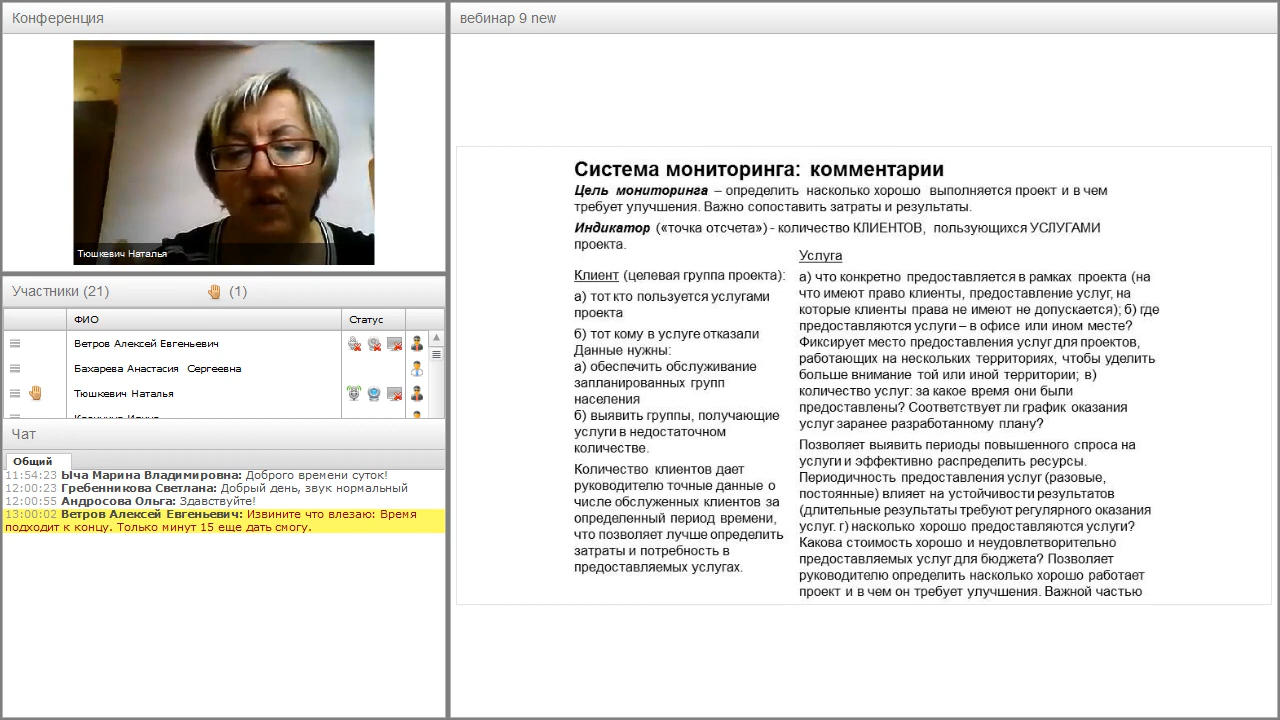 Конференция
Тюшкевич Наталья
Участники (21)
(1)
ФИО
Статус
Ветров Алексей Евгеньевич
Бахарева Анастасия Сергеевна
Тюшкевич Наталья
Чат
Общий
11:54:23 Ыча Марина Владимировна: Доброго времени суток!
12:00:23 Гребенникова Светлана: Добрый день, звук нормальный
12:00:55 Андросова Ольга: Здавствуйте!
13:00:02 Ветров Алексей Евгеньевич: Извините что влезаю: Время
подходит к концу. Только минут 15 еще дать смогу.
вебинар 9 new
Система мониторинга: комментарии
Цель мониторинга – определить насколько хорошо выполняется проект и в чем
требует улучшения. Важно сопоставить затраты и результаты.
Индикатор («точка отсчета») - количество КЛИЕНТОВ, пользующихся УСЛУГАМИ
проекта.
Клиент (целевая группа проекта):
а) тот кто пользуется услугами
проекта
б) тот кому в услуге отказали
Данные нужны:
а) обеспечить обслуживание
запланированных групп
населения
б) выявить группы, получающие
услуги в недостаточном
количестве.
Количество клиентов дает
руководителю точные данные о
числе обслуженных клиентов за
определенный период времени,
что позволяет лучше определить
затраты и потребность в
предоставляемых услугах.
Услуга
а) что конкретно предоставляется в рамках проекта (на
что имеют право клиенты, предоставление услуг, на
которые клиенты права не имеют не допускается); б) где
предоставляются услуги – в офисе или ином месте?
Фиксирует место предоставления услуг для проектов,
работающих на нескольких территориях, чтобы уделить
больше внимание той или иной территории; в)
количество услуг: за какое время они были
предоставлены? Соответствует ли график оказания
услуг заранее разработанному плану?
Позволяет выявить периоды повышенного спроса на
услуги и эффективно распределить ресурсы.
Периодичность предоставления услуг (разовые,
постоянные) влияет на устойчивости результатов
(длительные результаты требуют регулярного оказания
услуг. г) насколько хорошо предоставляются услуги?
Какова стоимость хорошо и неудовлетворительно
предоставляемых услуг для бюджета? Позволяет
руководителю определить насколько хорошо работает
проект и в чем он требует улучшения. Важной частью